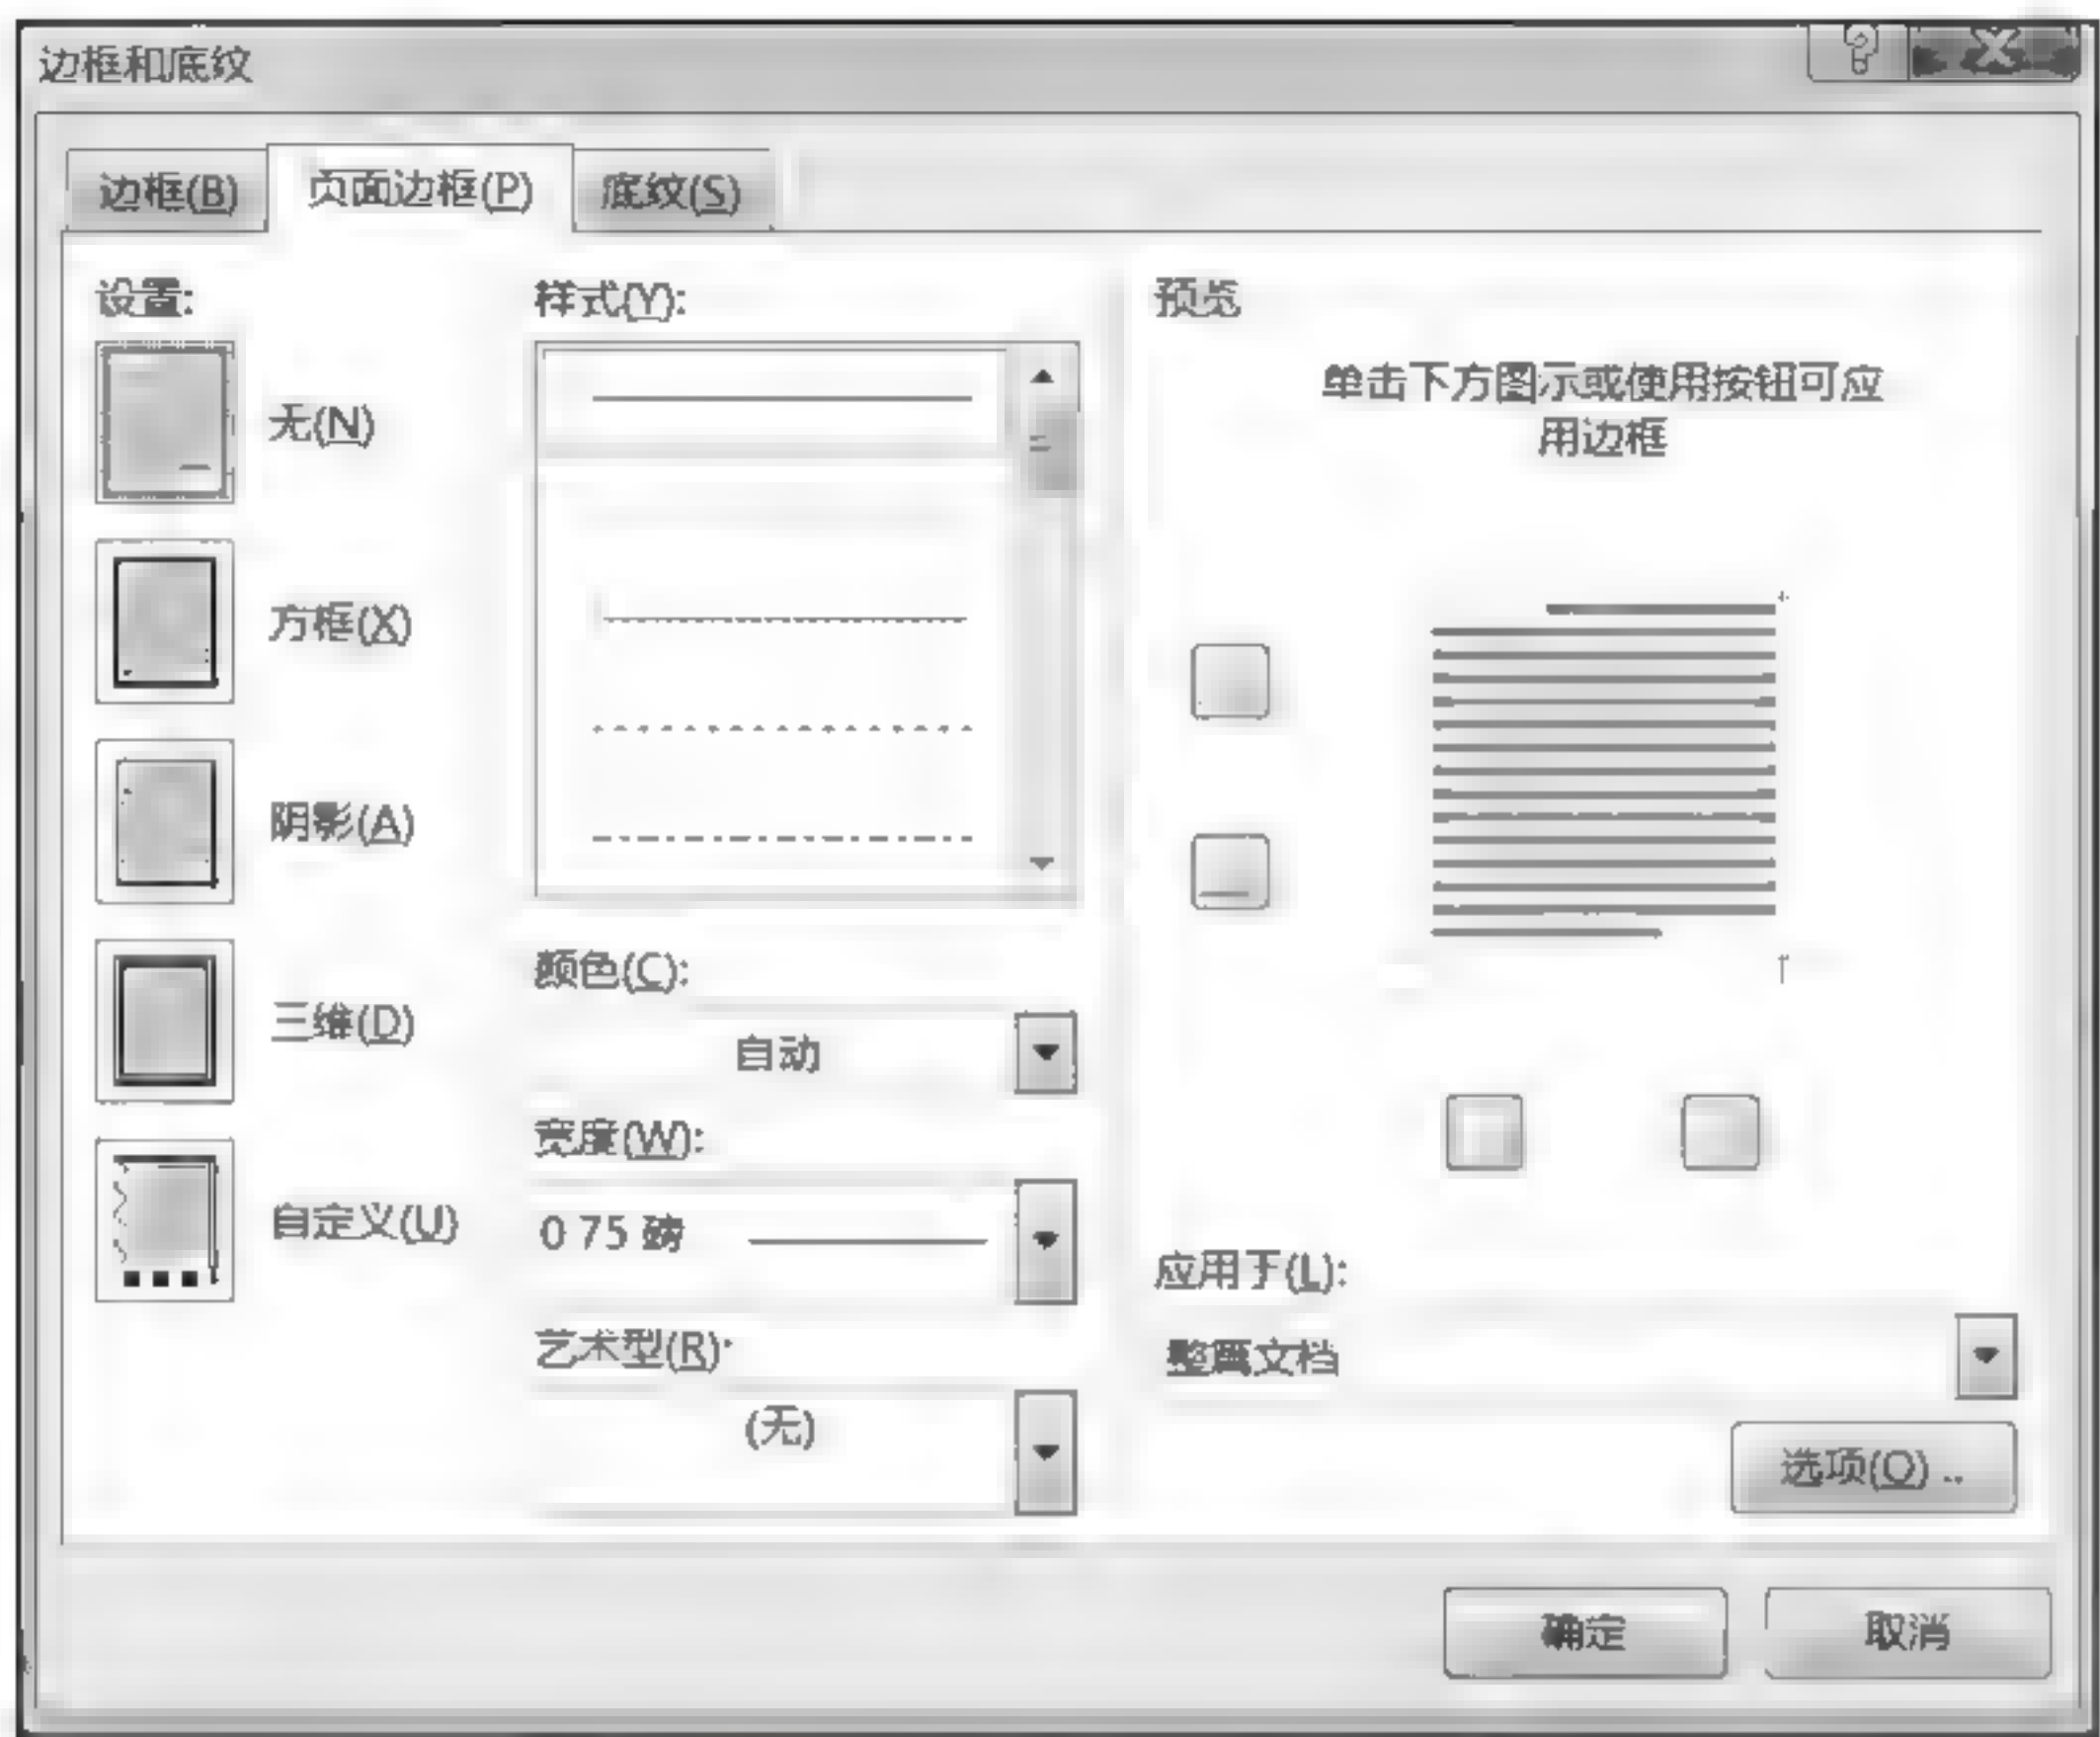 边框和底纹
边框(B)
页面边框(P)
底纹(S)
设置:
无(N)
方框(X)
阴影(A)
三维(D)
自定义(U)
样式(Y):
颜色(C):
自动
宽度(W):
0 75 磅
艺术型(R):
(无)
预览
单击下方图示或使用按钮可应
用边框
应用于(L):
整篇文档
选项(O) ..
确定
取消